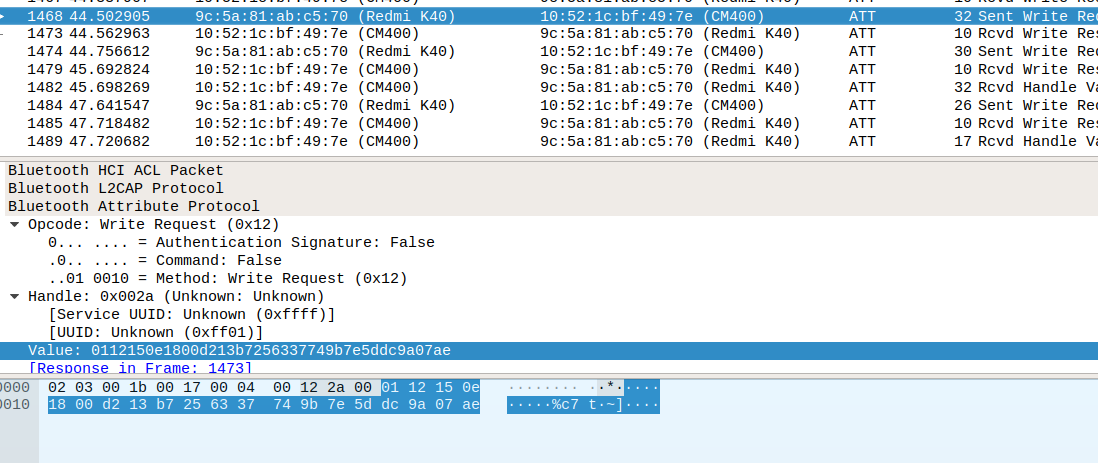 1468 44.502905 9c:5a:81:ab:c5:70 (Redmi K40) 10:52:1c:bf:49:7e (CM400) ATT 32 Sent Write Req
1473 44.562963 10:52:1c:bf:49:7e (CM400) 9c:5a:81:ab:c5:70 (Redmi K40) ATT 10 Rcvd Write Res
1474 44.756612 9c:5a:81:ab:c5:70 (Redmi K40) 10:52:1c:bf:49:7e (CM400) ATT 30 Sent Write Req
1479 45.692824 10:52:1c:bf:49:7e (CM400) 9c:5a:81:ab:c5:70 (Redmi K40) ATT 10 Rcvd Write Res
1482 45.698269 10:52:1c:bf:49:7e (CM400) 9c:5a:81:ab:c5:70 (Redmi K40) ATT 32 Rcvd Handle Va
1484 47.641547 9c:5a:81:ab:c5:70 (Redmi K40) 10:52:1c:bf:49:7e (CM400) ATT 26 Sent Write Req
1485 47.718482 10:52:1c:bf:49:7e (CM400) 9c:5a:81:ab:c5:70 (Redmi K40) ATT 10 Rcvd Write Res
1489 47.720682 10:52:1c:bf:49:7e (CM400) 9c:5a:81:ab:c5:70 (Redmi K40) ATT 17 Rcvd Handle Va
Bluetooth HCI ACL Packet
Bluetooth L2CAP Protocol
Bluetooth Attribute Protocol
Opcode: Write Request (0x12)
0... .... = Authentication Signature: False
.0.. .... = Command: False
..01 0010 = Method: Write Request (0x12)
Handle: 0x002a (Unknown: Unknown)
[Service UUID: Unknown (0xffff)]
[UUID: Unknown (0xff01)]
Value: 0112150e1800d213b7256337749b7e5ddc9a07ae
[Response in Frame: 1473]
0000 02 03 00 1b 00 17 00 04 00 12 2a 00 01 12 15 0e ········ ··*·····
0010 18 00 d2 13 b7 25 63 37 74 9b 7e 5d dc 9a 07 ae ·····%c7 t·~]····